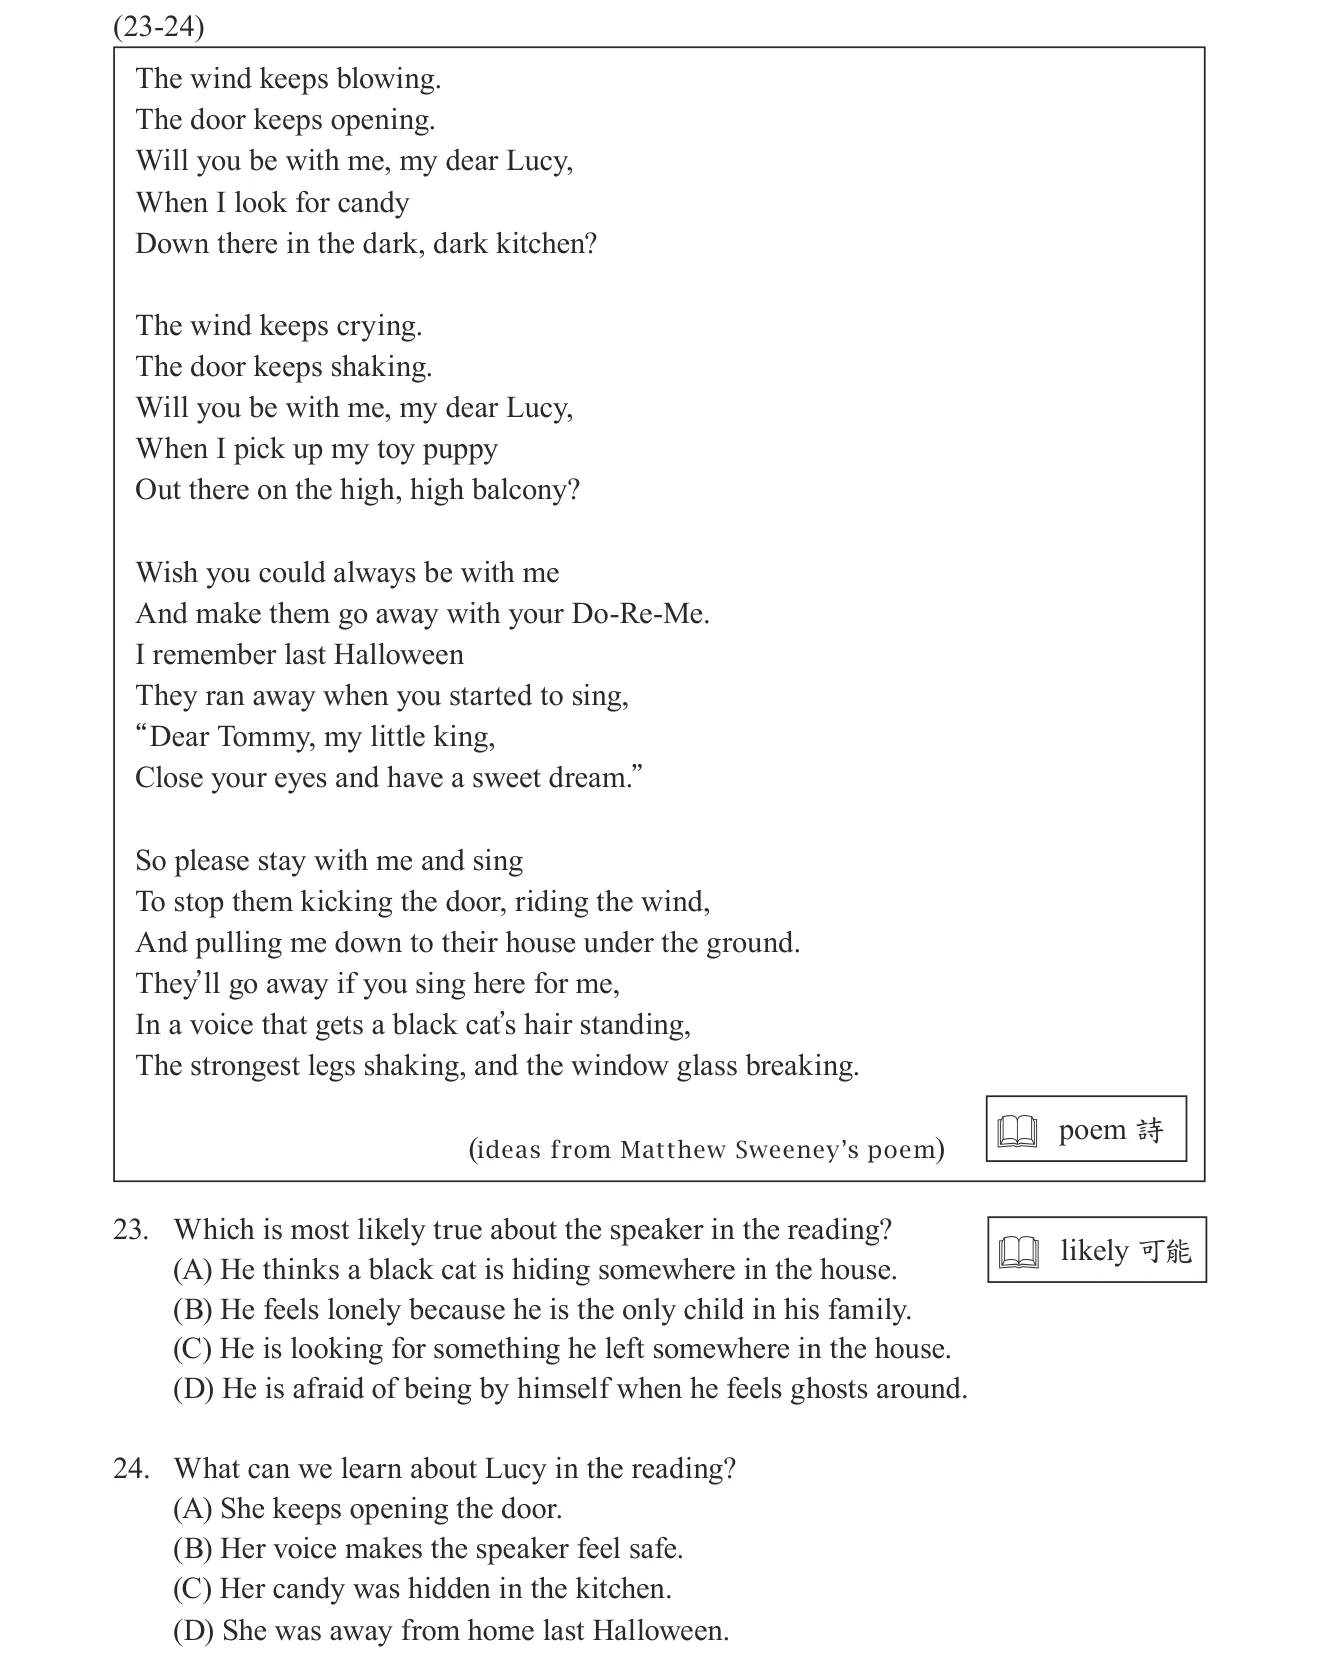 (23-24)
The wind keeps blowing.
The door keeps opening.
Will you be with me, my dear Lucy,
When I look for candy
Down there in the dark, dark kitchen?
The wind keeps crying.
The door keeps shaking.
Will you be with me, my dear Lucy,
When I pick up my toy puppy
Out there on the high, high balcony?
Wish you could always be with me
And make them go away with your Do-Re-Me.
I remember last Halloween
They ran away when you started to sing,
“Dear Tommy, my little king,
Close your eyes and have a sweet dream.”
So please stay with me and sing
To stop them kicking the door, riding the wind,
And pulling me down to their house under the ground.
They’ll go away if you sing here for me,
In a voice that gets a black cat’s hair standing,
The strongest legs shaking, and the window glass breaking.
(ideas from Matthew Sweeney’s poem)
poem 詩
23. Which is most likely true about the speaker in the reading?
likely 可能
(A) He thinks a black cat is hiding somewhere in the house.
(B) He feels lonely because he is the only child in his family.
(C) He is looking for something he left somewhere in the house.
(D) He is afraid of being by himself when he feels ghosts around.
24. What can we learn about Lucy in the reading?
(A) She keeps opening the door.
(B) Her voice makes the speaker feel safe.
(C) Her candy was hidden in the kitchen.
(D) She was away from home last Halloween.